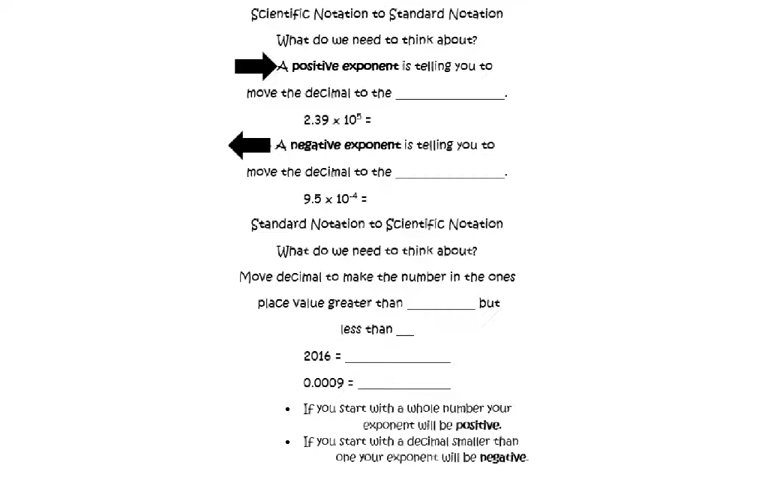 Scientific Notation to Standard Notation
What do we need to think about?
A positive exponent is telling you to
move the decimal to the ________________.
2.39 x 10⁵ =
A negative exponent is telling you to
move the decimal to the ________________.
9.5 x 10⁻⁴ =
Standard Notation to Scientific Notation
What do we need to think about?
Move decimal to make the number in the ones
place value greater than __________ but
less than ___
2016 = ________________
0.0009 = ______________
• If you start with a whole number your
exponent will be positive.
• If you start with a decimal smaller than
one your exponent will be negative.